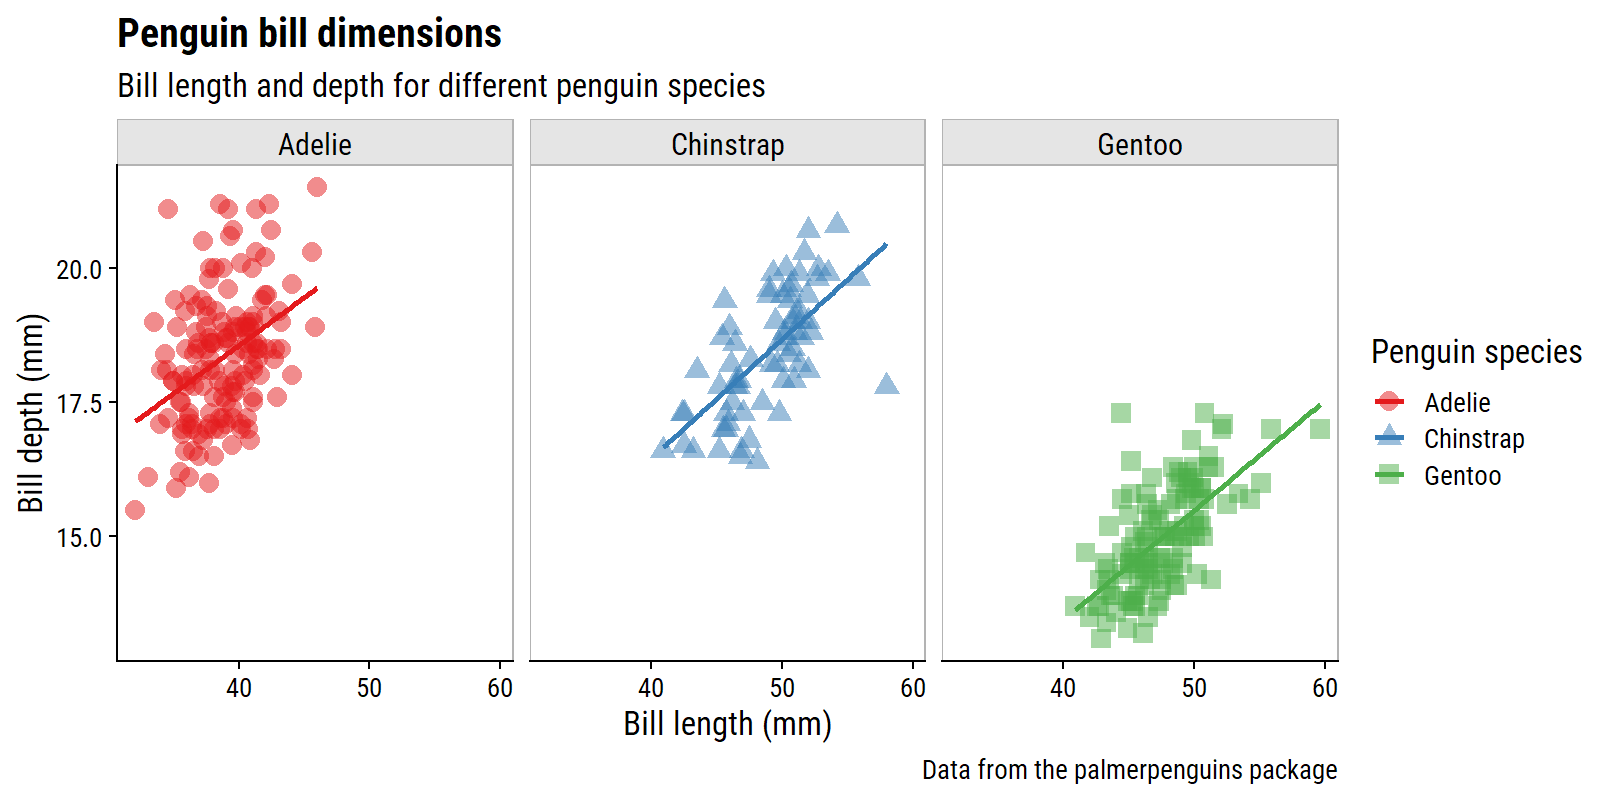 Penguin bill dimensions
Bill length and depth for different penguin species
Adelie
Chinstrap
Gentoo
Bill depth (mm)
20.0
17.5
15.0
40 50 60
40 50 60
40 50 60
Bill length (mm)
Penguin species
Adelie
Chinstrap
Gentoo
Data from the palmerpenguins package